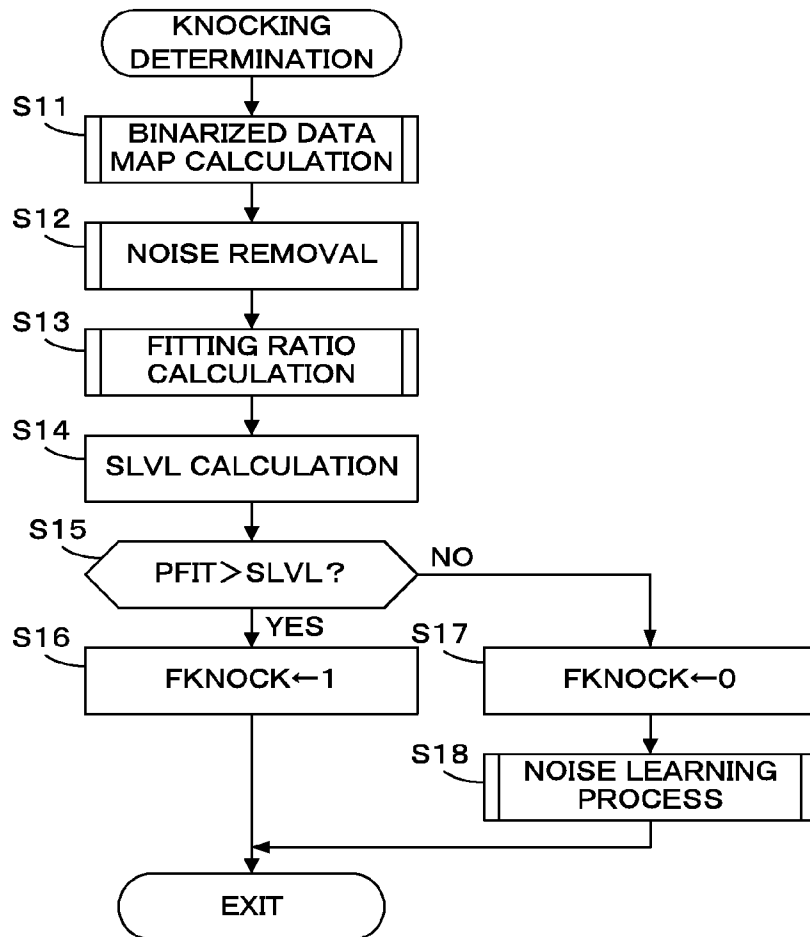 KNOCKING
DETERMINATION
S11
BINARIZED DATA
MAP CALCULATION
S12
NOISE REMOVAL
S13
FITTING RATIO
CALCULATION
S14
SLVL CALCULATION
S15
PFIT>SLVL?
NO
YES
S16
FKNOCK←1
S17
FKNOCK←0
S18
NOISE LEARNING
PROCESS
EXIT